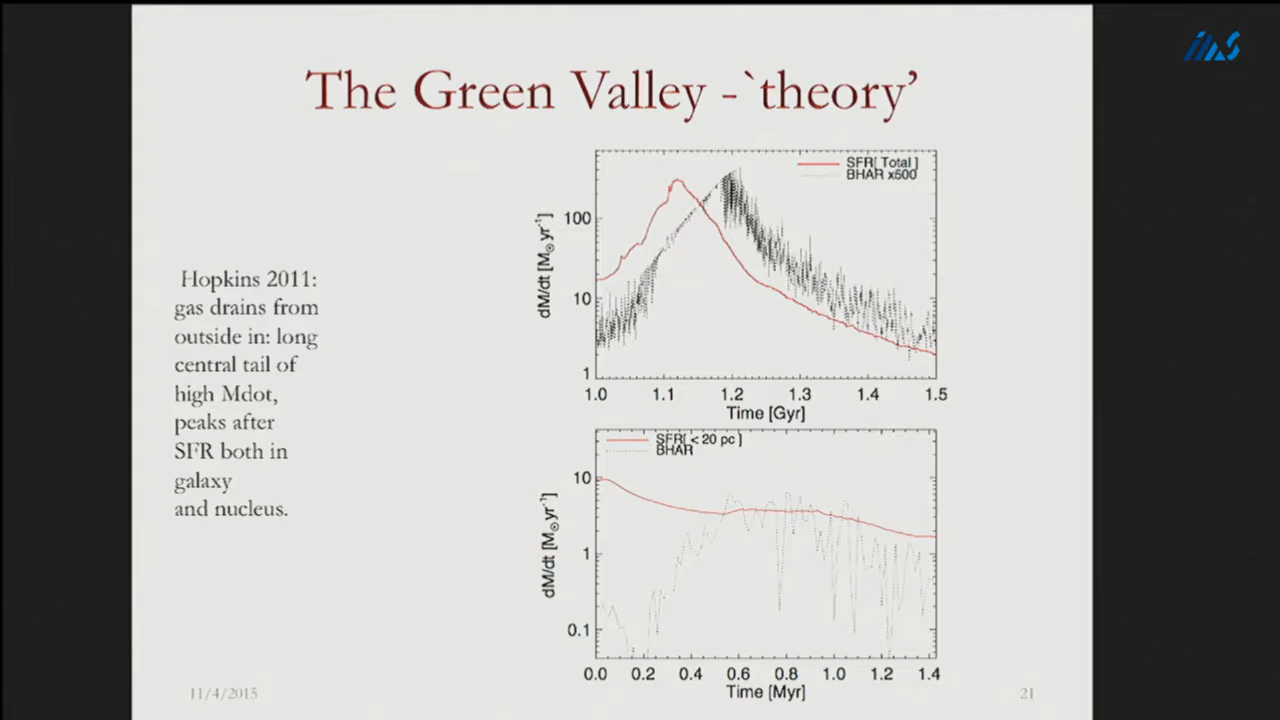 IAS
The Green Valley -`theory’
Hopkins 2011:
gas drains from
outside in: long
central tail of
high Mdot,
peaks after
SFR both in
galaxy
and nucleus.
SFR[ Total ]
BHAR x500
dM/dt [M⊙ yr⁻¹]
100
10
1
1.0 1.1 1.2 1.3 1.4 1.5
Time [Gyr]
SFR[ < 20 pc ]
BHAR
dM/dt [M⊙ yr⁻¹]
10
1
0.1
0.0 0.2 0.4 0.6 0.8 1.0 1.2 1.4
Time [Myr]
11/4/2015
21